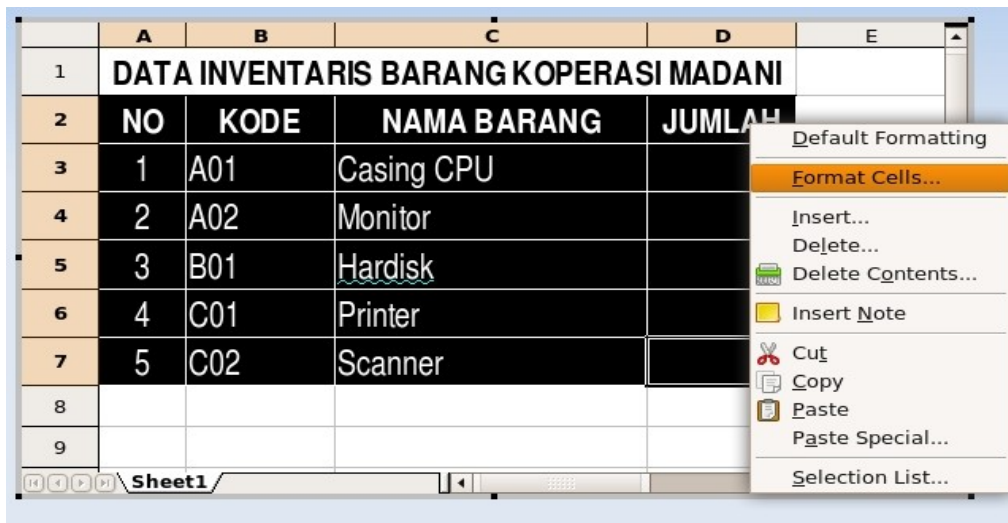 A B C D E
1 DATA INVENTARIS BARANG KOPERASI MADANI
2 NO KODE NAMA BARANG JUMLAH
3 1 A01 Casing CPU
4 2 A02 Monitor
5 3 B01 Hardisk
6 4 C01 Printer
7 5 C02 Scanner
8
9
Sheet1
Default Formatting
Format Cells...
Insert...
Delete...
Delete Contents...
Insert Note
Cut
Copy
Paste
Paste Special...
Selection List...